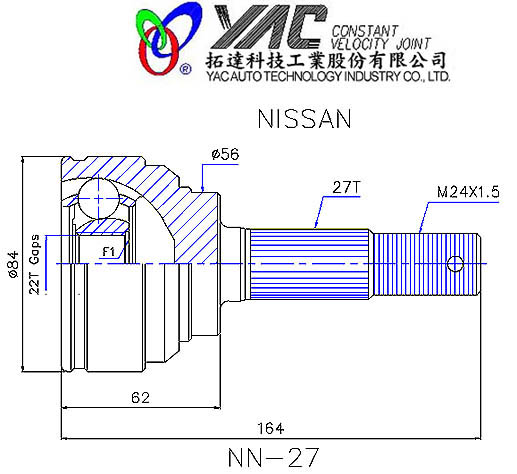 YAC CONSTANT
VELOCITY JOINT
®
拓達科技工業股份有限公司
YAC AUTO TECHNOLOGY INDUSTRY CO., LTD.
NISSAN
ø56
27T
M24X1.5
ø84
22T Gaps
F1
62
164
NN-27